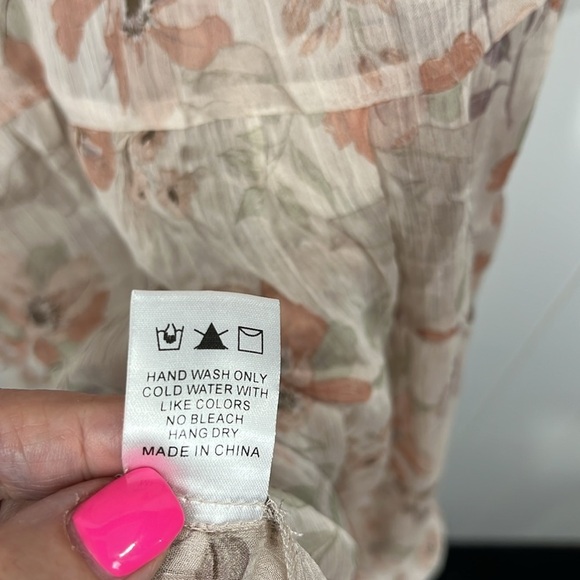 HAND WASH ONLY
COLD WATER WITH
LIKE COLORS
NO BLEACH
HANG DRY
MADE IN CHINA